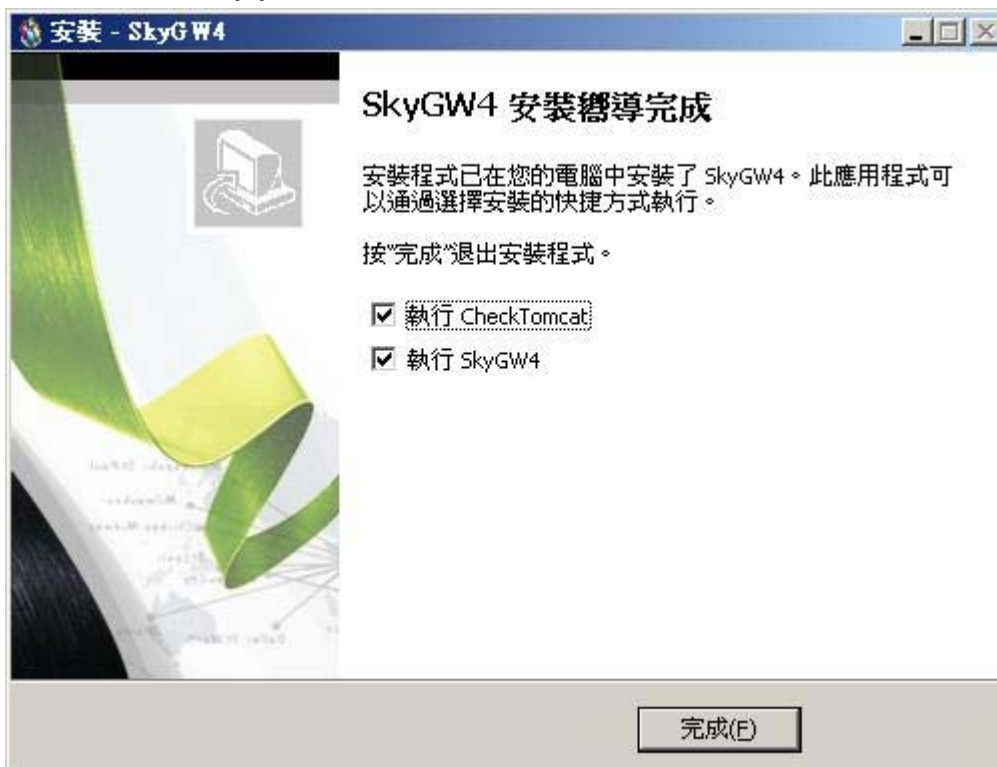 安裝 - SkyGW4
SkyGW4 安裝嚮導完成
安裝程式已在您的電腦中安裝了 SkyGW4。此應用程式可
以通過選擇安裝的快捷方式執行。
按"完成"退出安裝程式。
執行 CheckTomcat
執行 SkyGW4
完成(F)